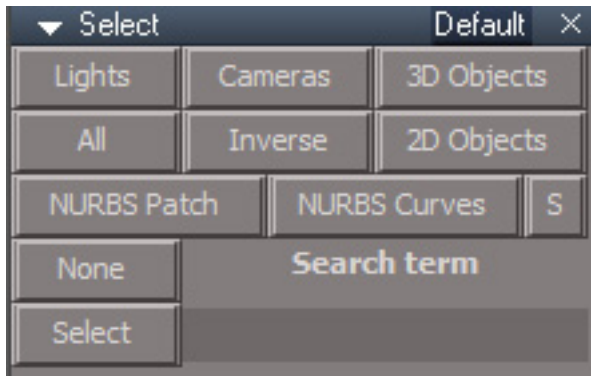 Select Default ×
Lights Cameras 3D Objects
All Inverse 2D Objects
NURBS Patch NURBS Curves S
None Search term
Select